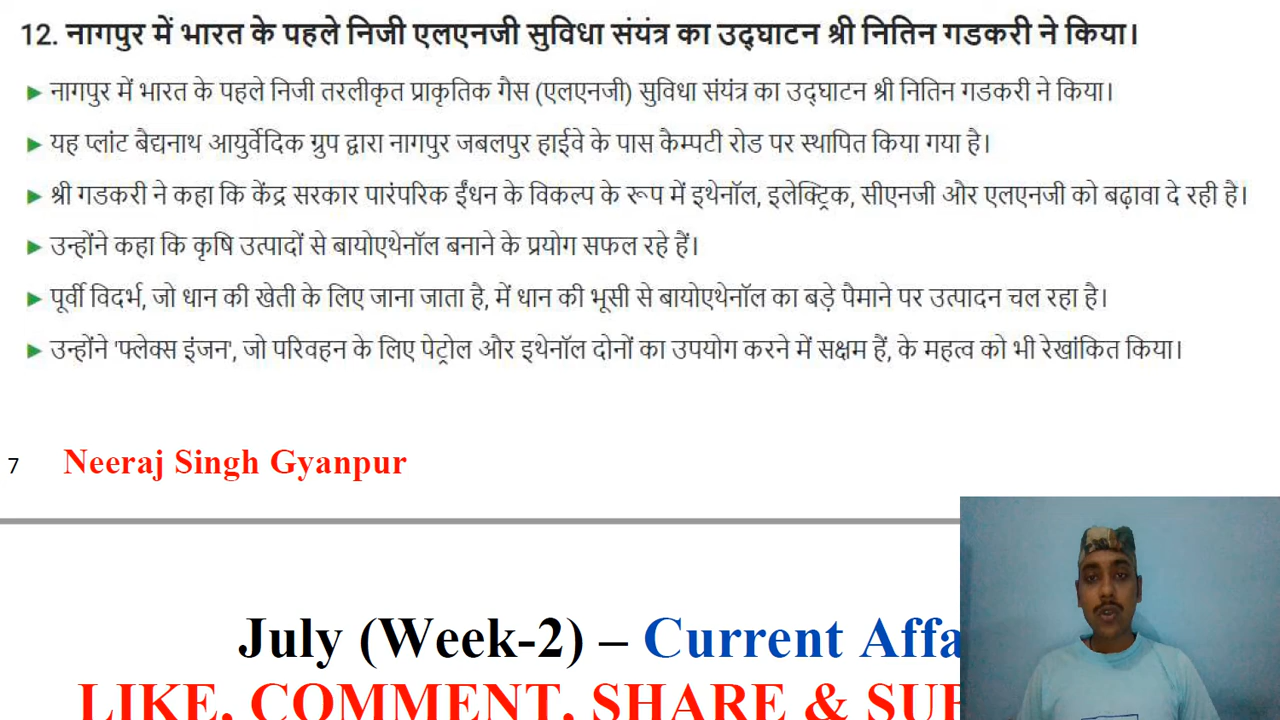 12. नागपुर में भारत के पहले निजी एलएनजी सुविधा संयंत्र का उद्घाटन श्री नितिन गडकरी ने किया।
► नागपुर में भारत के पहले निजी तरलीकृत प्राकृतिक गैस (एलएनजी) सुविधा संयंत्र का उद्घाटन श्री नितिन गडकरी ने किया।
► यह प्लांट बैद्यनाथ आयुर्वेदिक ग्रुप द्वारा नागपुर जबलपुर हाईवे के पास कैम्पटी रोड पर स्थापित किया गया है।
► श्री गडकरी ने कहा कि केंद्र सरकार पारंपरिक ईंधन के विकल्प के रूप में इथेनॉल, इलेक्ट्रिक, सीएनजी और एलएनजी को बढ़ावा दे रही है।
► उन्होंने कहा कि कृषि उत्पादों से बायोएथेनॉल बनाने के प्रयोग सफल रहे हैं।
► पूर्वी विदर्भ, जो धान की खेती के लिए जाना जाता है, में धान की भूसी से बायोएथेनॉल का बड़े पैमाने पर उत्पादन चल रहा है।
► उन्होंने 'फ्लेक्स इंजन', जो परिवहन के लिए पेट्रोल और इथेनॉल दोनों का उपयोग करने में सक्षम हैं, के महत्व को भी रेखांकित किया।
7 Neeraj Singh Gyanpur
July (Week-2) – Current Affa
LIKE, COMMENT, SHARE & SUB